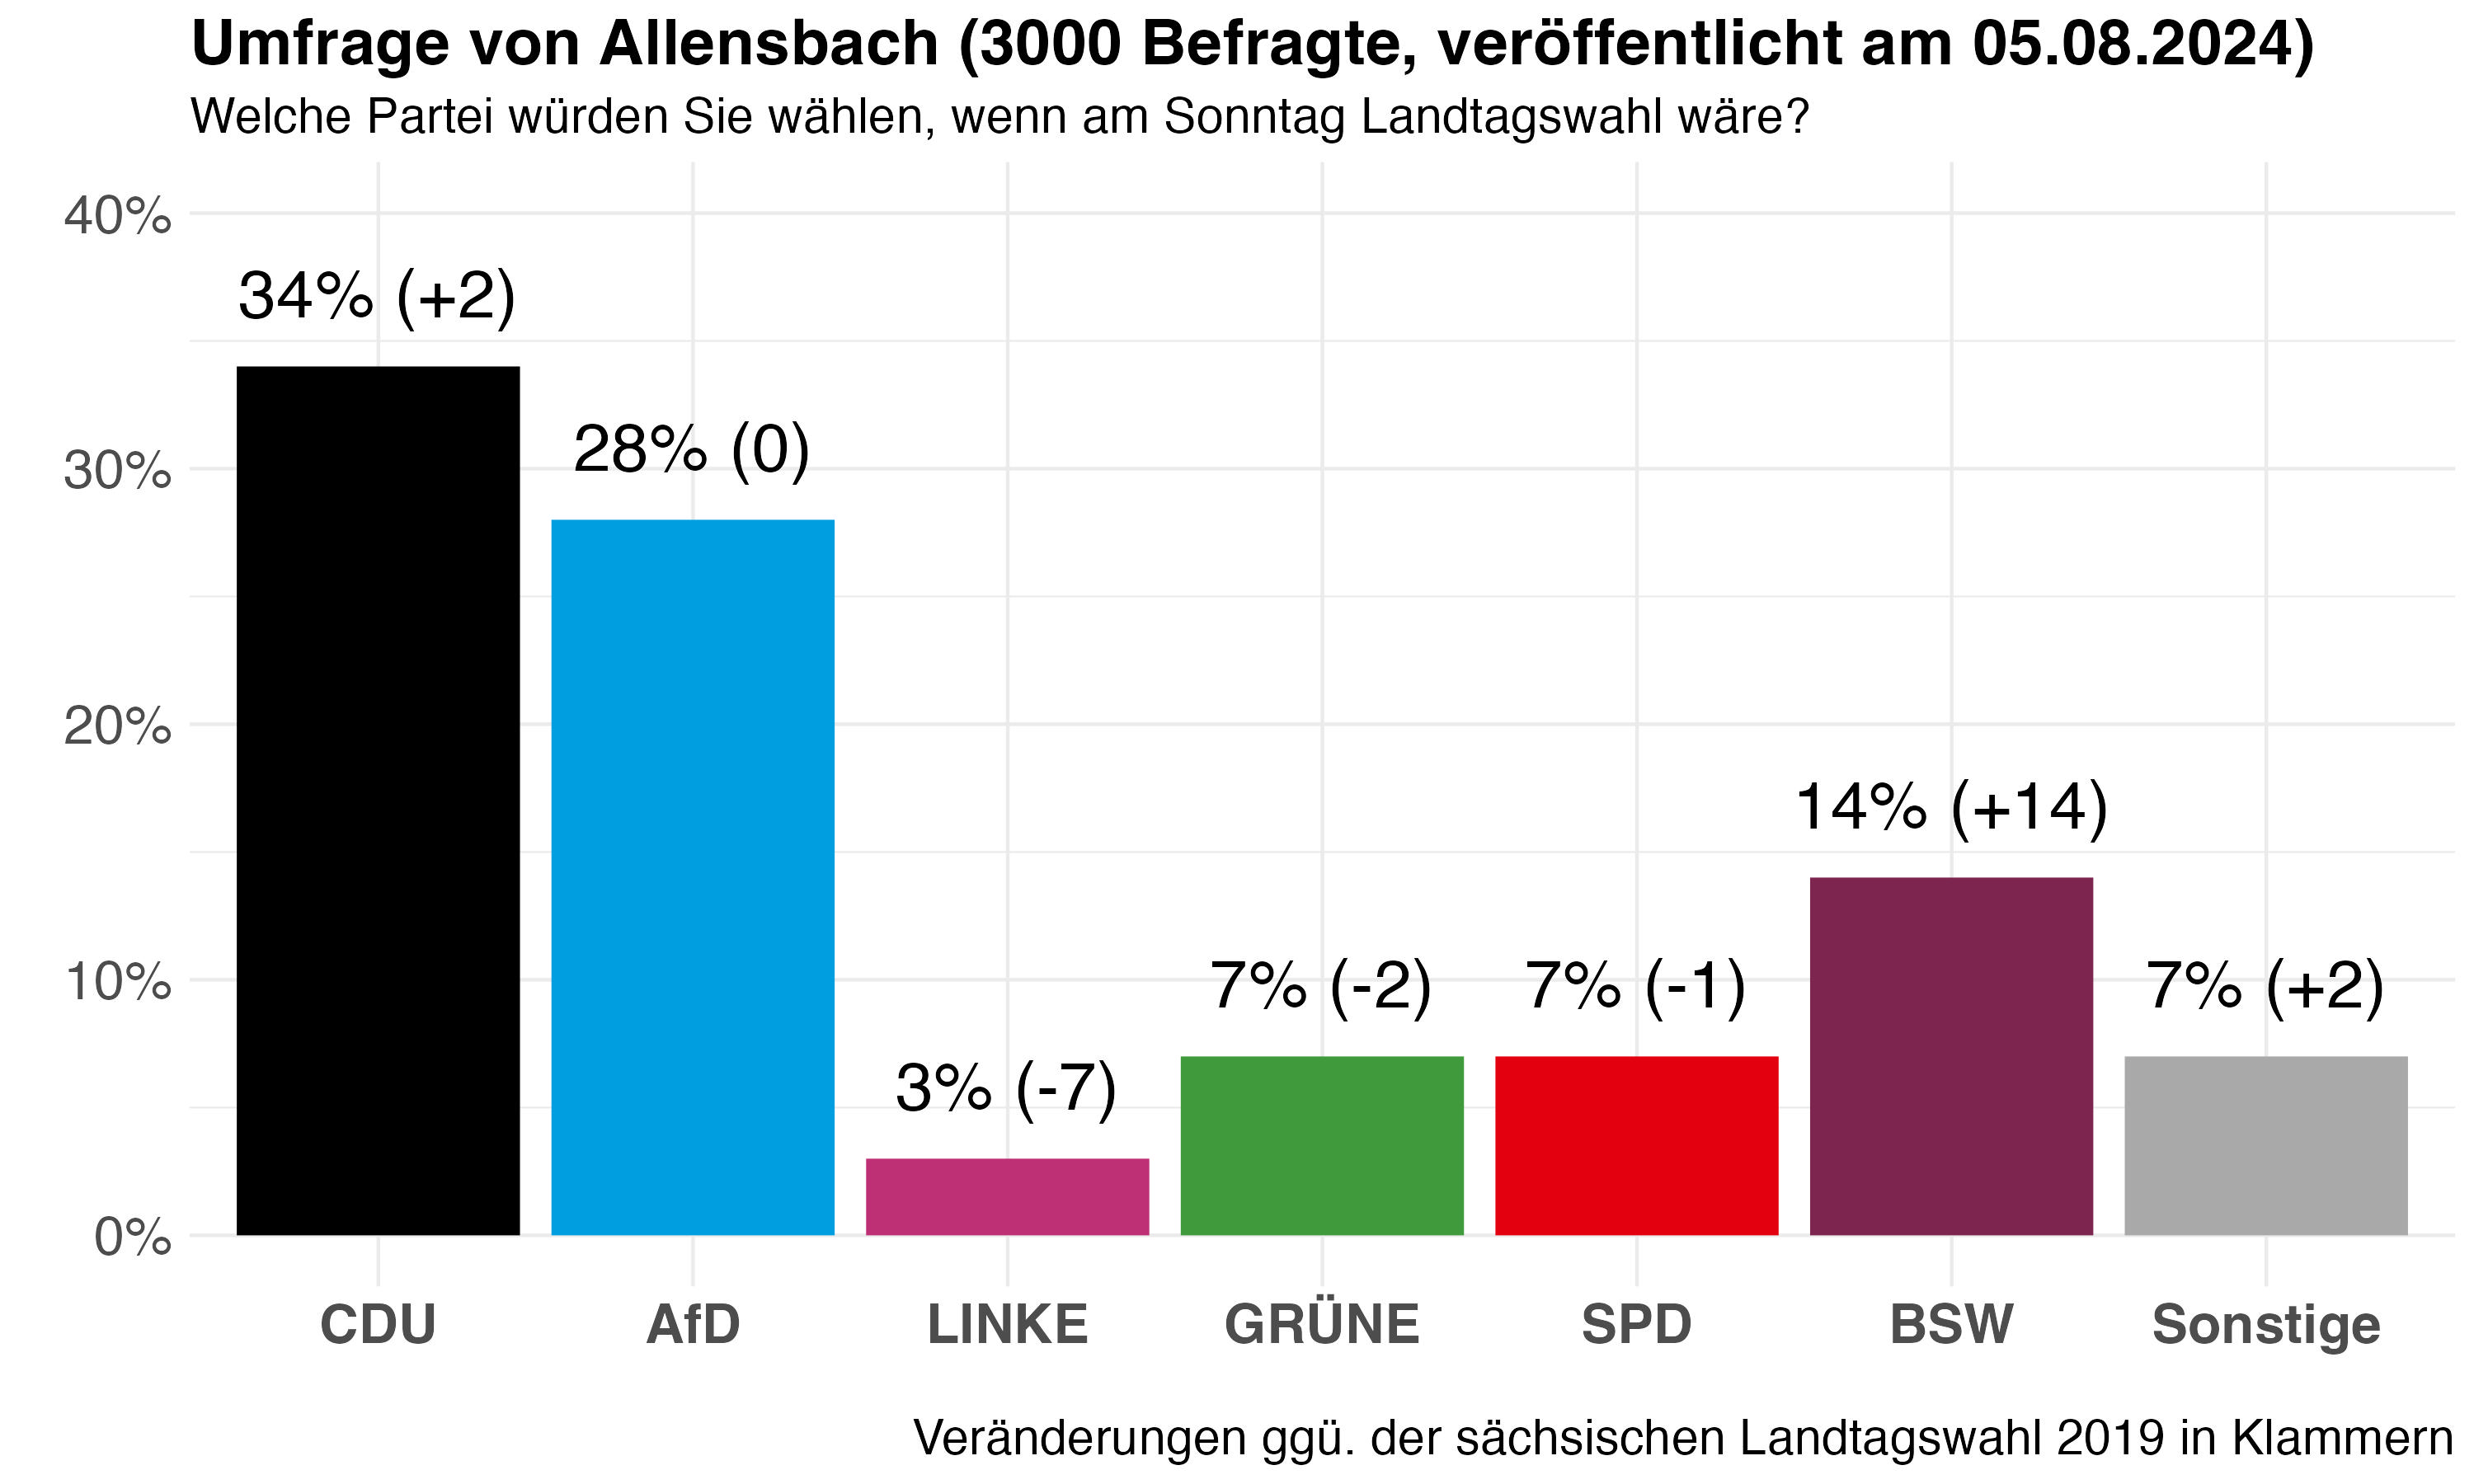 Umfrage von Allensbach (3000 Befragte, veröffentlicht am 05.08.2024)
Welche Partei würden Sie wählen, wenn am Sonntag Landtagswahl wäre?
40%
30%
20%
10%
0%
34% (+2)
28% (0)
3% (-7)
7% (-2)
7% (-1)
14% (+14)
7% (+2)
CDU
AfD
LINKE
GRÜNE
SPD
BSW
Sonstige
Veränderungen ggü. der sächsischen Landtagswahl 2019 in Klammern